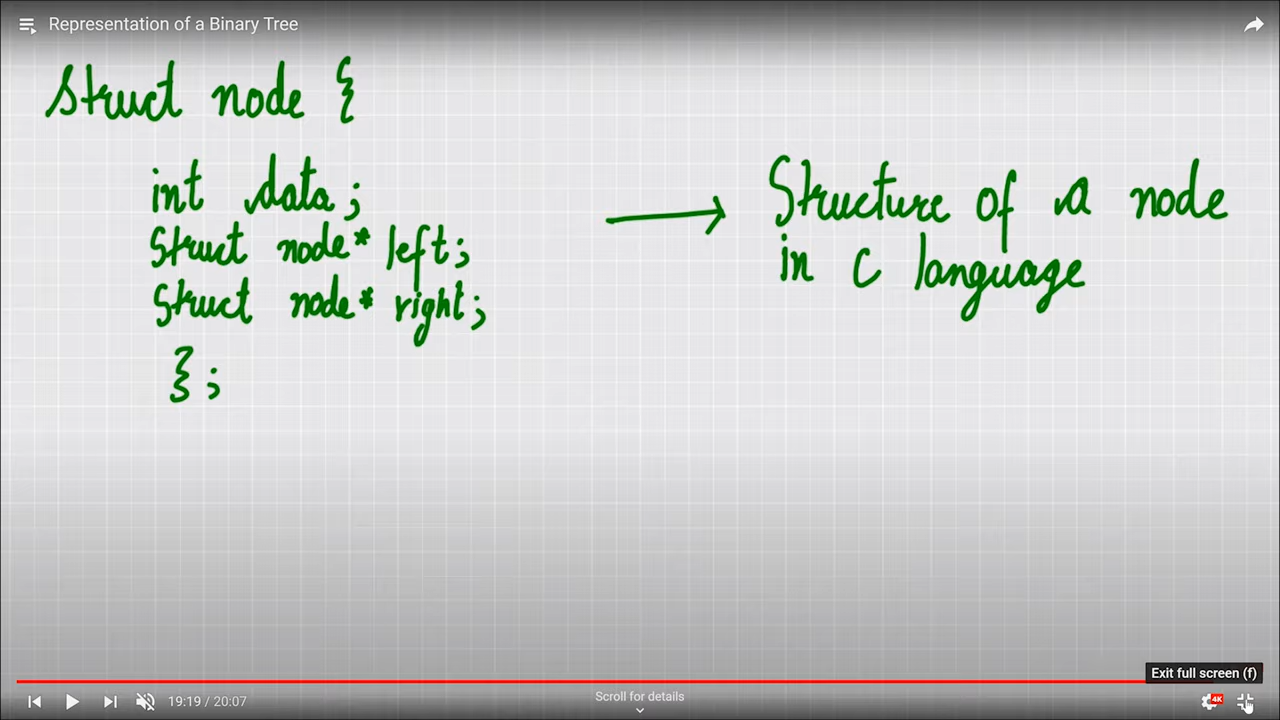 Representation of a Binary Tree
Struct node {
int data;
Struct node* left;
Struct node* right;
};
Structure of a node
in C language
Exit full screen (f)
19:19 / 20:07
Scroll for details
4K